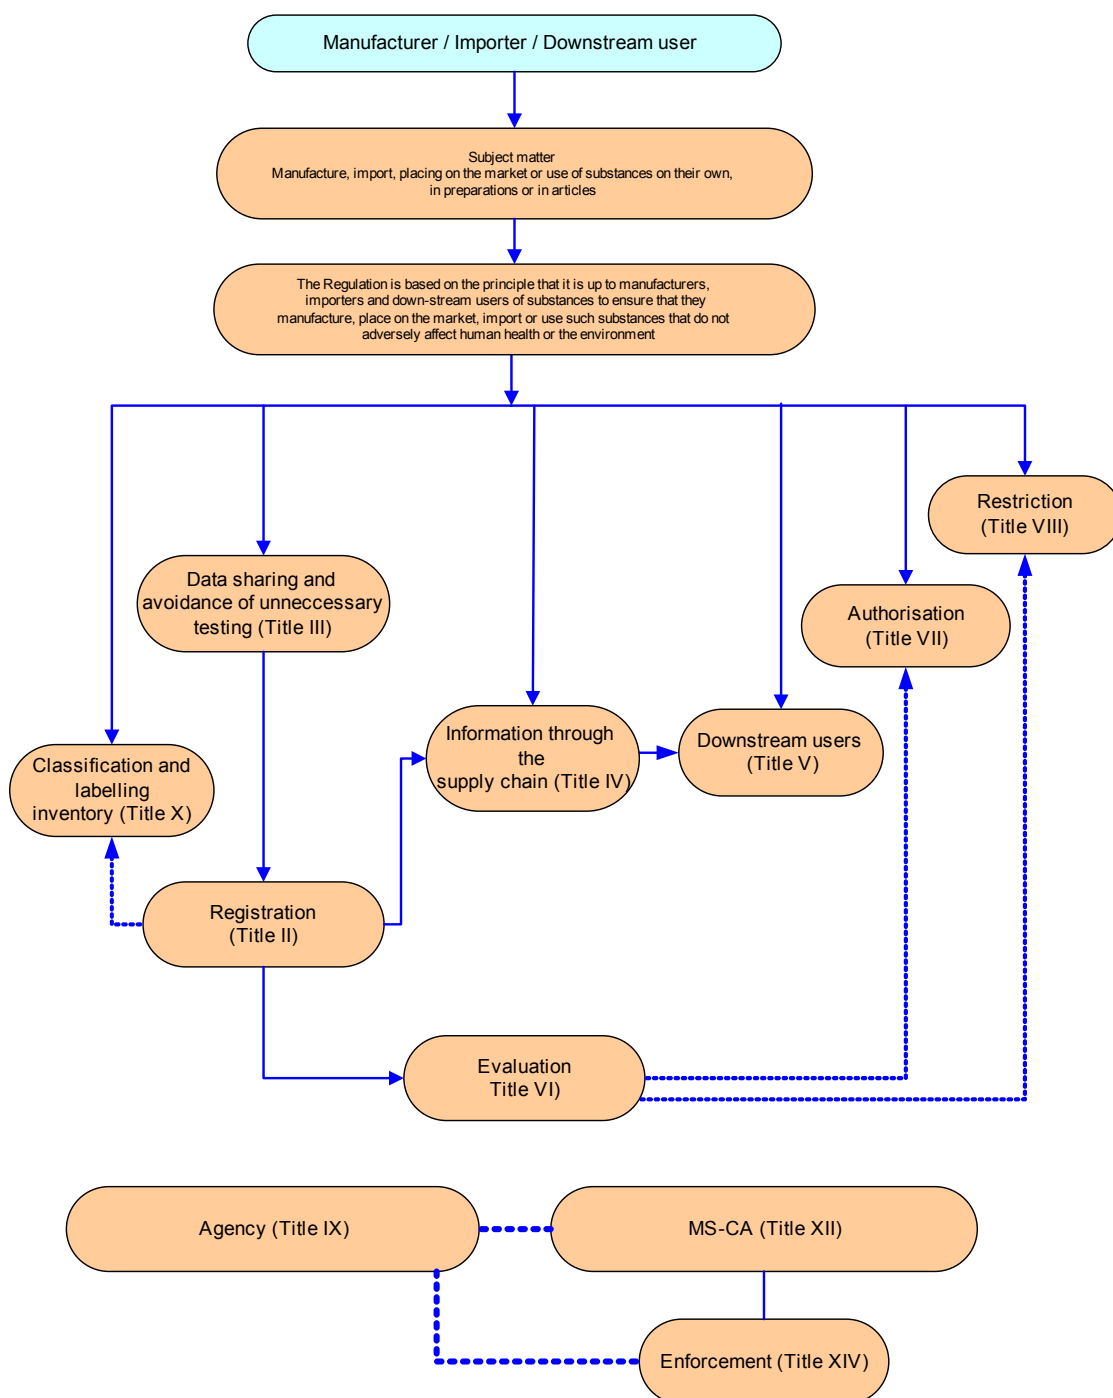 Manufacturer / Importer / Downstream user
Subject matter
Manufacture, import, placing on the market or use of substances on their own,
in preparations or in articles
The Regulation is based on the principle that it is up to manufacturers,
importers and down-stream users of substances to ensure that they
manufacture, place on the market, import or use such substances that do not
adversely affect human health or the environment
Restriction
(Title VIII)
Data sharing and
avoidance of unneccessary
testing (Title III)
Authorisation
(Title VII)
Information through
the
supply chain (Title IV)
Downstream users
(Title V)
Classification and
labelling
inventory (Title X)
Registration
(Title II)
Evaluation
Title VI)
Agency (Title IX)
MS-CA (Title XII)
Enforcement (Title XIV)